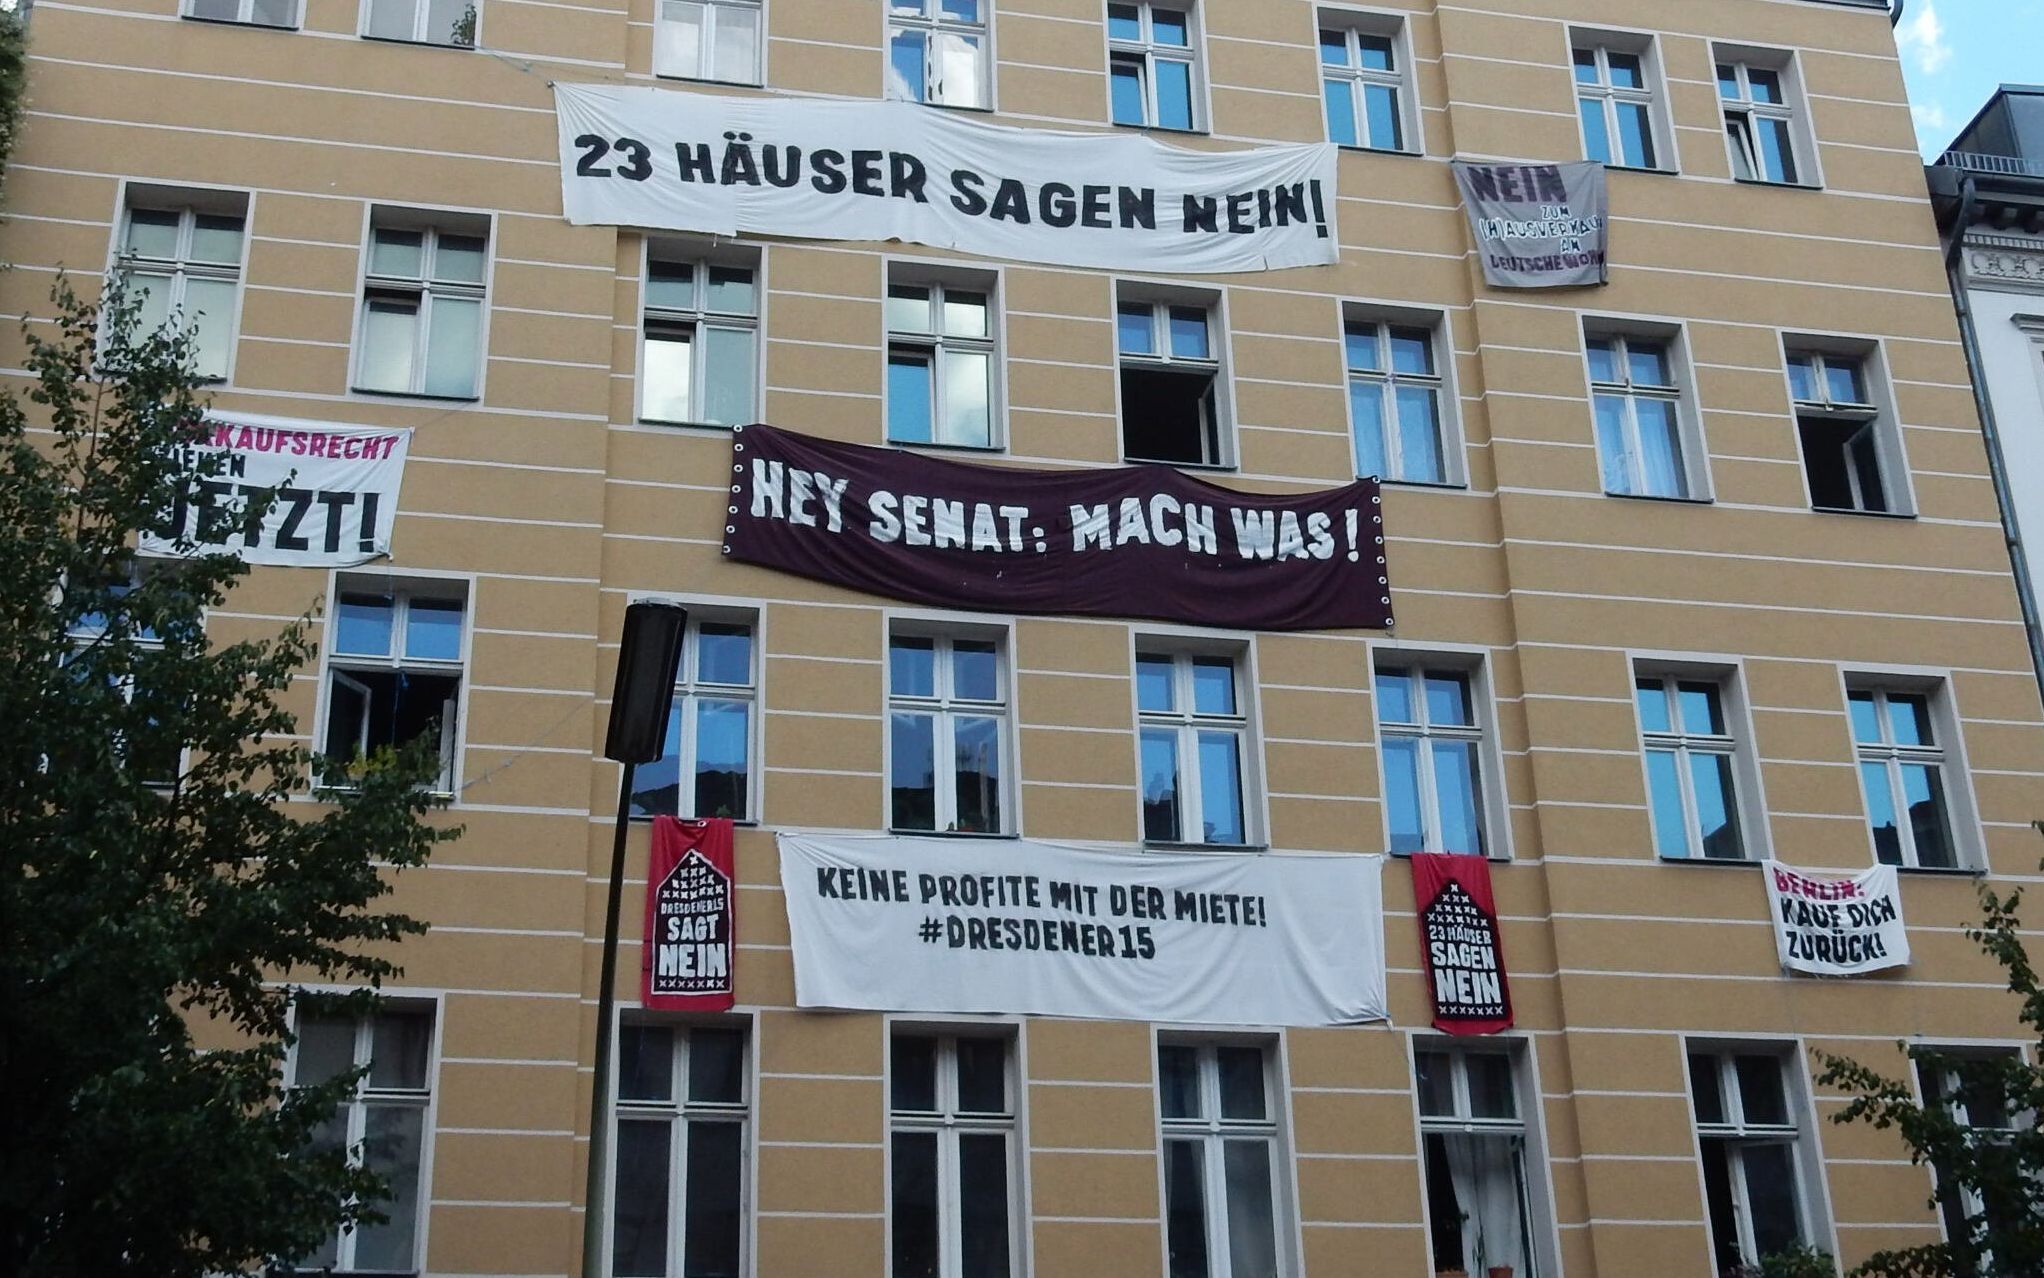 23 HÄUSER SAGEN NEIN!
NEIN
ZUM
(H)AUSVERKAUF
AN
DEUTSCHE WOHN
KAUFSRECHT
JETZT!
HEY SENAT: MACH WAS!
DRESDENER15
SAGT
NEIN
KEINE PROFITE MIT DER MIETE!
#DRESDENER15
23 HÄUSER
SAGEN
NEIN
BERLIN:
KAUF DICH
ZURÜCK!